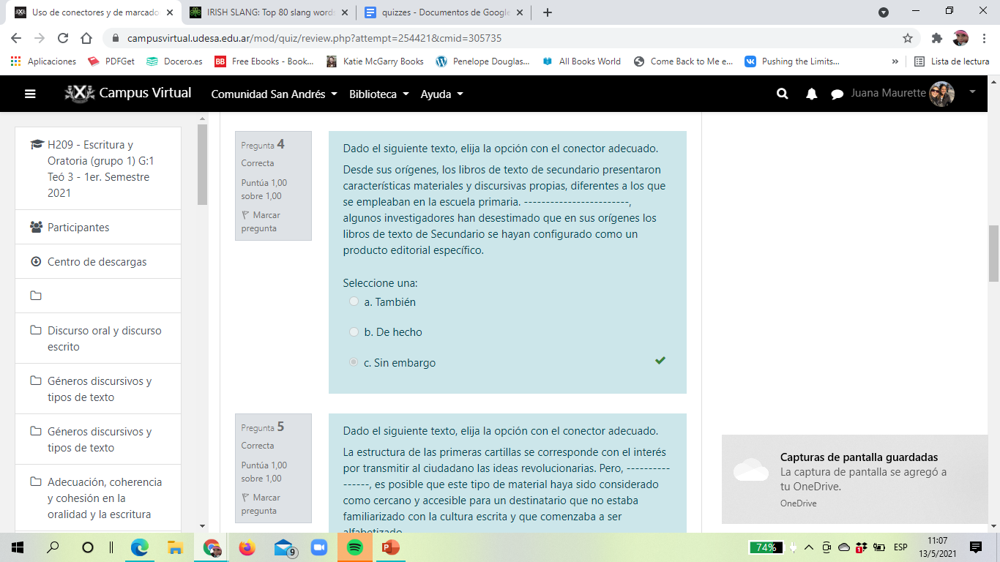 Uso de conectores y de marcado
IRISH SLANG: Top 80 slang words
quizzes - Documentos de Google
campusvirtual.udesa.edu.ar/mod/quiz/review.php?attempt=254421&cmid=305735
Aplicaciones
PDFGet
Docero.es
BB
Free Ebooks - Book...
Katie McGarry Books
Penelope Douglas...
All Books World
Come Back to Me e...
Pushing the Limits...
»
Lista de lectura
Campus Virtual
Comunidad San Andrés
Biblioteca
Ayuda
Juana Maurette
H209 - Escritura y
Oratoria (grupo 1) G:1
Teó 3 - 1er. Semestre
2021
Participantes
Centro de descargas
Discurso oral y discurso
escrito
Géneros discursivos y
tipos de texto
Géneros discursivos y
tipos de texto
Adecuación, coherencia
y cohesión en la
oralidad y la escritura
Pregunta 4
Correcta
Puntúa 1,00
sobre 1,00
Marcar
pregunta
Dado el siguiente texto, elija la opción con el conector adecuado.
Desde sus orígenes, los libros de texto de secundario presentaron
características materiales y discursivas propias, diferentes a los que
se empleaban en la escuela primaria. ------------------------,
algunos investigadores han desestimado que en sus orígenes los
libros de texto de Secundario se hayan configurado como un
producto editorial específico.
Seleccione una:
a. También
b. De hecho
c. Sin embargo
Pregunta 5
Correcta
Puntúa 1,00
sobre 1,00
Marcar
pregunta
Dado el siguiente texto, elija la opción con el conector adecuado.
La estructura de las primeras cartillas se corresponde con el interés
por transmitir al ciudadano las ideas revolucionarias. Pero, ----------
------, es posible que este tipo de material haya sido considerado
como cercano y accesible para un destinatario que no estaba
familiarizado con la cultura escrita y que comenzaba a ser
alfabetizado
Capturas de pantalla guardadas
La captura de pantalla se agregó a
tu OneDrive.
OneDrive
9
74%
ESP
11:07
13/5/2021